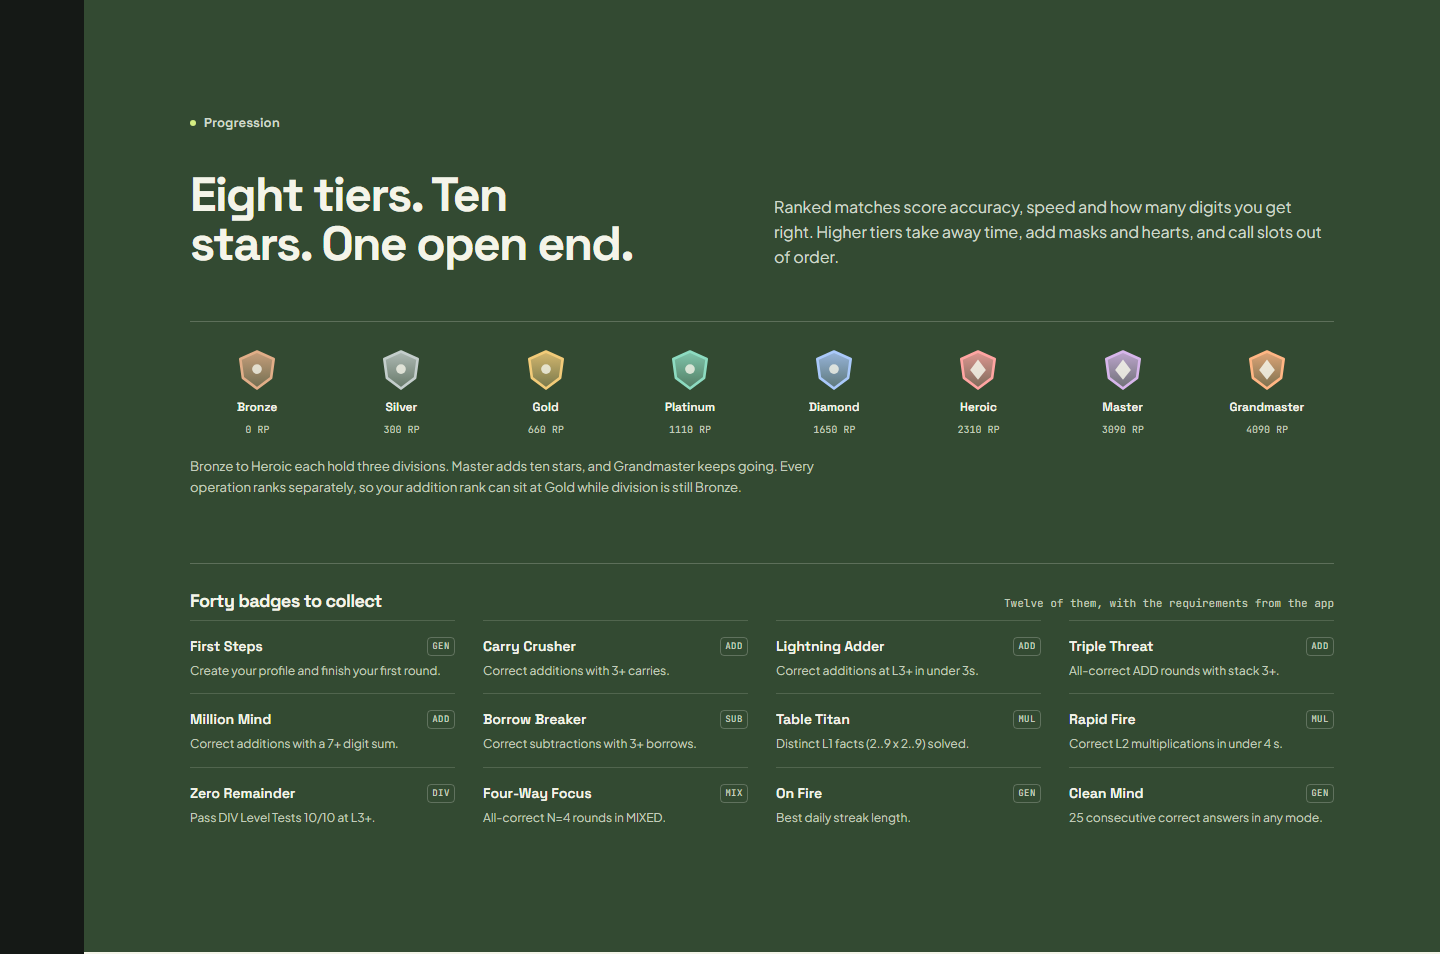 Progression
Eight tiers. Ten
stars. One open end.
Ranked matches score accuracy, speed and how many digits you get
right. Higher tiers take away time, add masks and hearts, and call slots out
of order.
Bronze Silver Gold Platinum Diamond Heroic Master Grandmaster
0 RP 300 RP 660 RP 1110 RP 1650 RP 2310 RP 3090 RP 4090 RP
Bronze to Heroic each hold three divisions. Master adds ten stars, and Grandmaster keeps going. Every
operation ranks separately, so your addition rank can sit at Gold while division is still Bronze.
Forty badges to collect
Twelve of them, with the requirements from the app
First Steps GEN
Create your profile and finish your first round.
Carry Crusher ADD
Correct additions with 3+ carries.
Lightning Adder ADD
Correct additions at L3+ in under 3s.
Triple Threat ADD
All-correct ADD rounds with stack 3+.
Million Mind ADD
Correct additions with a 7+ digit sum.
Borrow Breaker SUB
Correct subtractions with 3+ borrows.
Table Titan MUL
Distinct L1 facts (2..9 x 2..9) solved.
Rapid Fire MUL
Correct L2 multiplications in under 4 s.
Zero Remainder DIV
Pass DIV Level Tests 10/10 at L3+.
Four-Way Focus MIX
All-correct N=4 rounds in MIXED.
On Fire GEN
Best daily streak length.
Clean Mind GEN
25 consecutive correct answers in any mode.